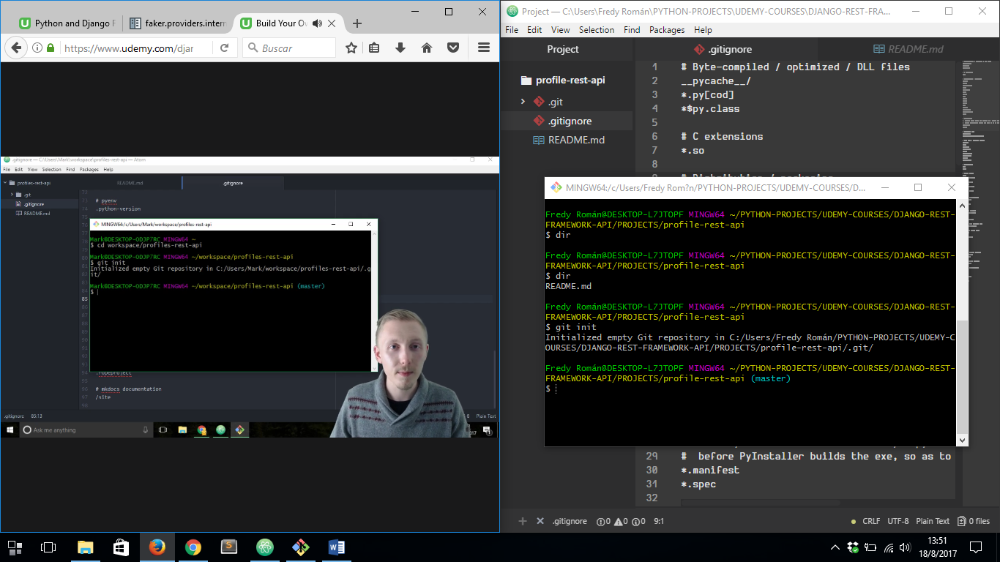 Python and Django F
faker.providers.intern
Build Your Ov
https://www.udemy.com/djar
Buscar
.gitignore — C:\Users\Mark\workspace\profiles-rest-api — Atom
File Edit View Selection Find Packages Help
profiles-rest-api
README.md
.gitignore
.git
.gitignore
README.md
# pyenv
.python-version
MINGW64:/c/Users/Mark/workspace/profiles-rest-api
Mark@DESKTOP-ODJP7RC MINGW64 ~
$ cd workspace/profiles-rest-api
Mark@DESKTOP-ODJP7RC MINGW64 ~/workspace/profiles-rest-api
$ git init
Initialized empty Git repository in C:/Users/Mark/workspace/profiles-rest-api/.g
it/
Mark@DESKTOP-ODJP7RC MINGW64 ~/workspace/profiles-rest-api (master)
$
85
.ropeproject
# mkdocs documentation
/site
.gitignore 85:13
Plain Text
Ask me anything
Project — C:\Users\Fredy Román\PYTHON-PROJECTS\UDEMY-COURSES\DJANGO-REST-FRA...
File Edit View Selection Find Packages Help
Project
.gitignore
README.md
profile-rest-api
.git
.gitignore
README.md
1 # Byte-compiled / optimized / DLL files
2 __pycache__/
3 *.py[cod]
4 *$py.class
5
6 # C extensions
7 *.so
8
MINGW64:/c/Users/Fredy Rom?n/PYTHON-PROJECTS/UDEMY-COURSES/D...
Fredy Román@DESKTOP-L7JTOPF MINGW64 ~/PYTHON-PROJECTS/UDEMY-COURSES/DJANGO-REST-
FRAMEWORK-API/PROJECTS/profile-rest-api
$ dir
Fredy Román@DESKTOP-L7JTOPF MINGW64 ~/PYTHON-PROJECTS/UDEMY-COURSES/DJANGO-REST-
FRAMEWORK-API/PROJECTS/profile-rest-api
$ dir
README.md
Fredy Román@DESKTOP-L7JTOPF MINGW64 ~/PYTHON-PROJECTS/UDEMY-COURSES/DJANGO-REST-
FRAMEWORK-API/PROJECTS/profile-rest-api
$ git init
Initialized empty Git repository in C:/Users/Fredy Román/PYTHON-PROJECTS/UDEMY-C
OURSES/DJANGO-REST-FRAMEWORK-API/PROJECTS/profile-rest-api/.git/
Fredy Román@DESKTOP-L7JTOPF MINGW64 ~/PYTHON-PROJECTS/UDEMY-COURSES/DJANGO-REST-
FRAMEWORK-API/PROJECTS/profile-rest-api (master)
$
29 # before PyInstaller builds the exe, so as to
30 *.manifest
31 *.spec
32
.gitignore 0 0 0 9:1
CRLF UTF-8 Plain Text 0 files
13:51
18/8/2017